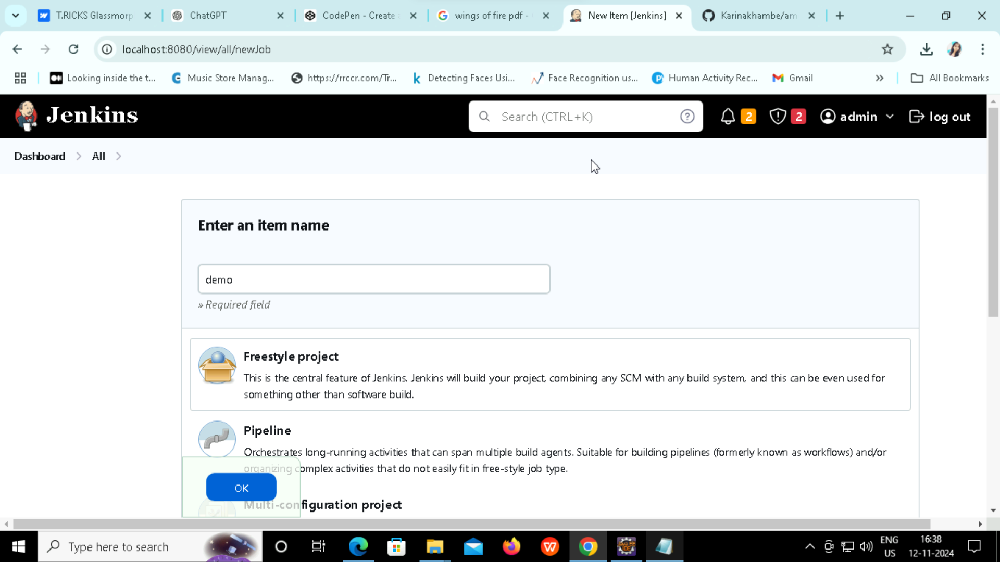 T.RICKS Glassmorp
ChatGPT
CodePen - Create
wings of fire pdf -
New Item [Jenkins]
Karinakhambe/am
localhost:8080/view/all/newJob
Looking inside the t...
Music Store Manag...
https://rrccr.com/Tr...
Detecting Faces Usi...
Face Recognition us...
Human Activity Rec...
Gmail
All Bookmarks
Jenkins
Search (CTRL+K)
2
2
admin
log out
Dashboard
All
Enter an item name
demo
» Required field
Freestyle project
This is the central feature of Jenkins. Jenkins will build your project, combining any SCM with any build system, and this can be even used for
something other than software build.
Pipeline
Orchestrates long-running activities that can span multiple build agents. Suitable for building pipelines (formerly known as workflows) and/or
organizing complex activities that do not easily fit in free-style job type.
OK
Multi-configuration project
Type here to search
ENG
US
16:38
12-11-2024